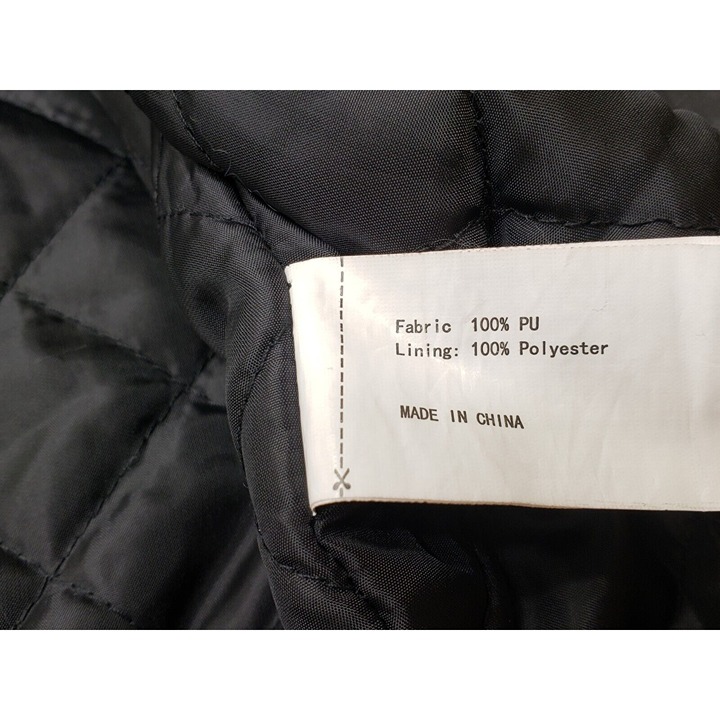 Fabric 100% PU
Lining: 100% Polyester
MADE IN CHINA